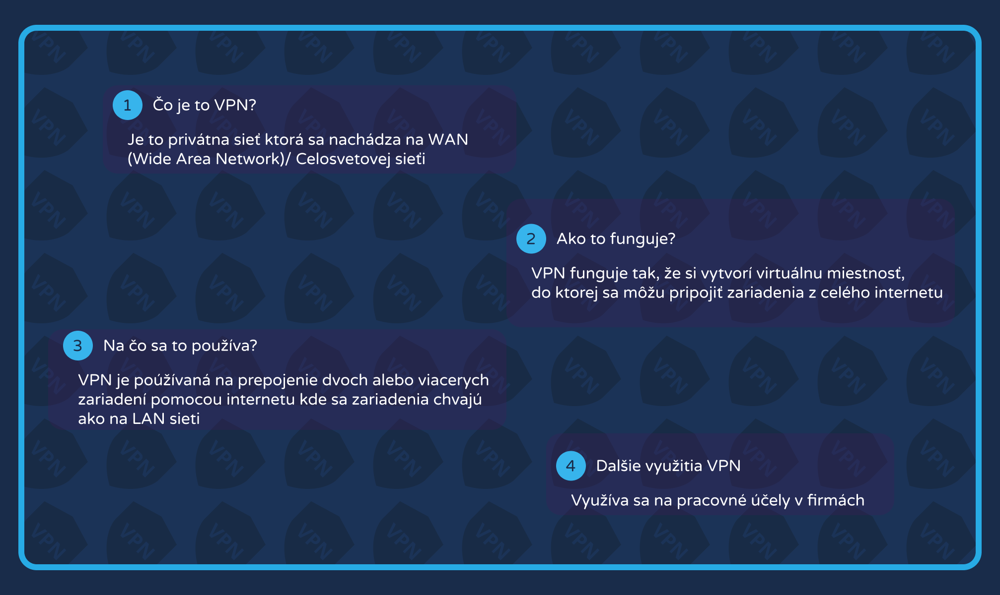 1 Čo je to VPN?
Je to privátna sieť ktorá sa nachádza na WAN
(Wide Area Network)/ Celosvetovej sieťi
2 Ako to funguje?
VPN funguje tak, že si vytvorí virtuálnu miestnosť,
do ktorej sa môžu pripojiť zariadenia z celého internetu
3 Na čo sa to používa?
VPN je poúžívaná na prepojenie dvoch alebo viacerych
zariadení pomocou internetu kde sa zariadenia chvajú
ako na LAN sieti
4 Dalšie využitia VPN
Využíva sa na pracovné účely v firmách